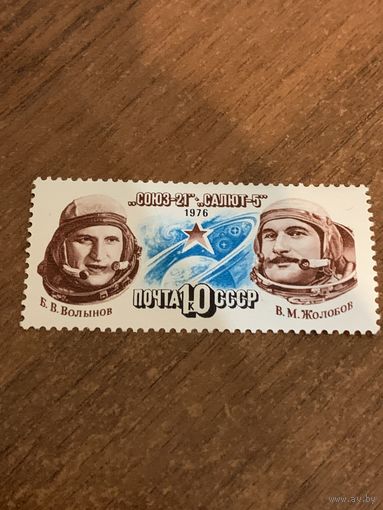 „СОЮЗ-21"·„САЛЮТ-5"
1976
Б. В. Волынов
В. М. Жолобов
ПОЧТА 10 К СССР
www.ay.by